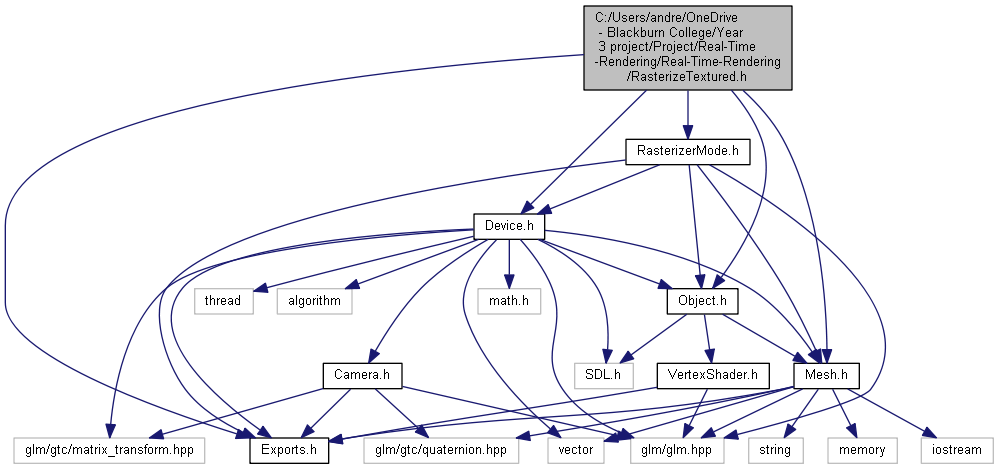 C:/Users/andre/OneDrive
- Blackburn College/Year
3 project/Project/Real-Time
-Rendering/Real-Time-Rendering
/RasterizeTextured.h
RasterizerMode.h
Device.h
thread
algorithm
math.h
Object.h
Camera.h
SDL.h
VertexShader.h
Mesh.h
glm/gtc/matrix_transform.hpp
Exports.h
glm/gtc/quaternion.hpp
vector
glm/glm.hpp
string
memory
iostream